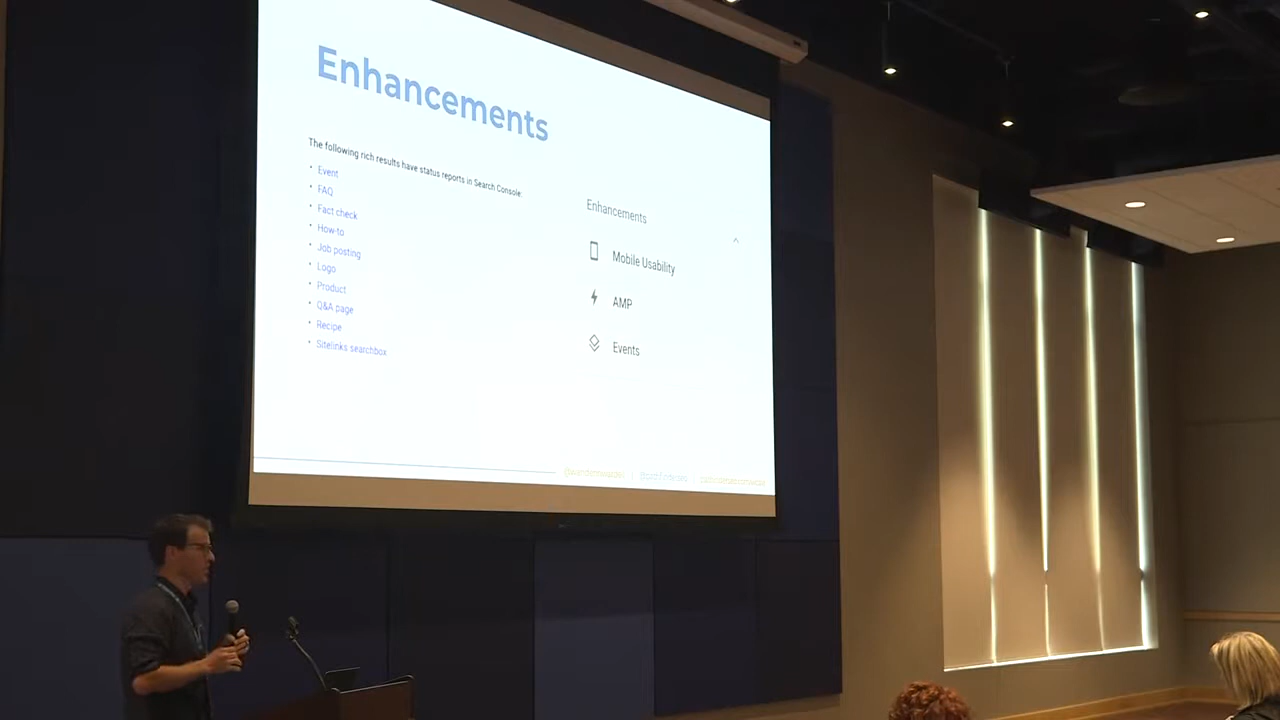 Enhancements
The following rich results have status reports in Search Console:
• Event
• FAQ
• Fact check
• How-to
• Job posting
• Logo
• Product
• Q&A page
• Recipe
• Sitelinks searchbox
Enhancements
Mobile Usability
AMP
Events